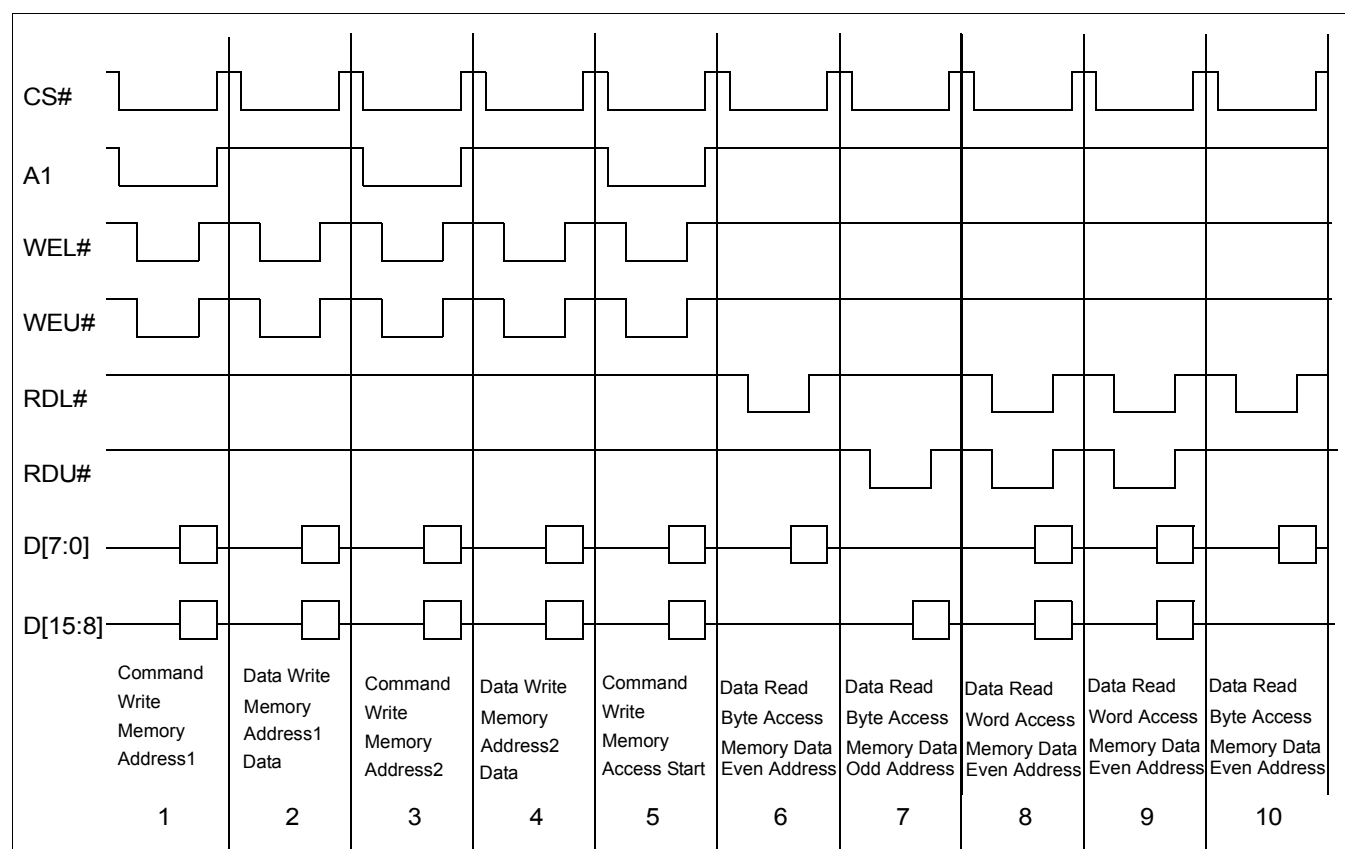 CS#
A1
WEL#
WEU#
RDL#
RDU#
D[7:0]
D[15:8]
Command
Write
Memory
Address1
1
Data Write
Memory
Address1
Data
2
Command
Write
Memory
Address2
3
Data Write
Memory
Address2
Data
4
Command
Write
Memory
Access Start
5
Data Read
Byte Access
Memory Data
Even Address
6
Data Read
Byte Access
Memory Data
Odd Address
7
Data Read
Word Access
Memory Data
Even Address
8
Data Read
Word Access
Memory Data
Even Address
9
Data Read
Byte Access
Memory Data
Even Address
10